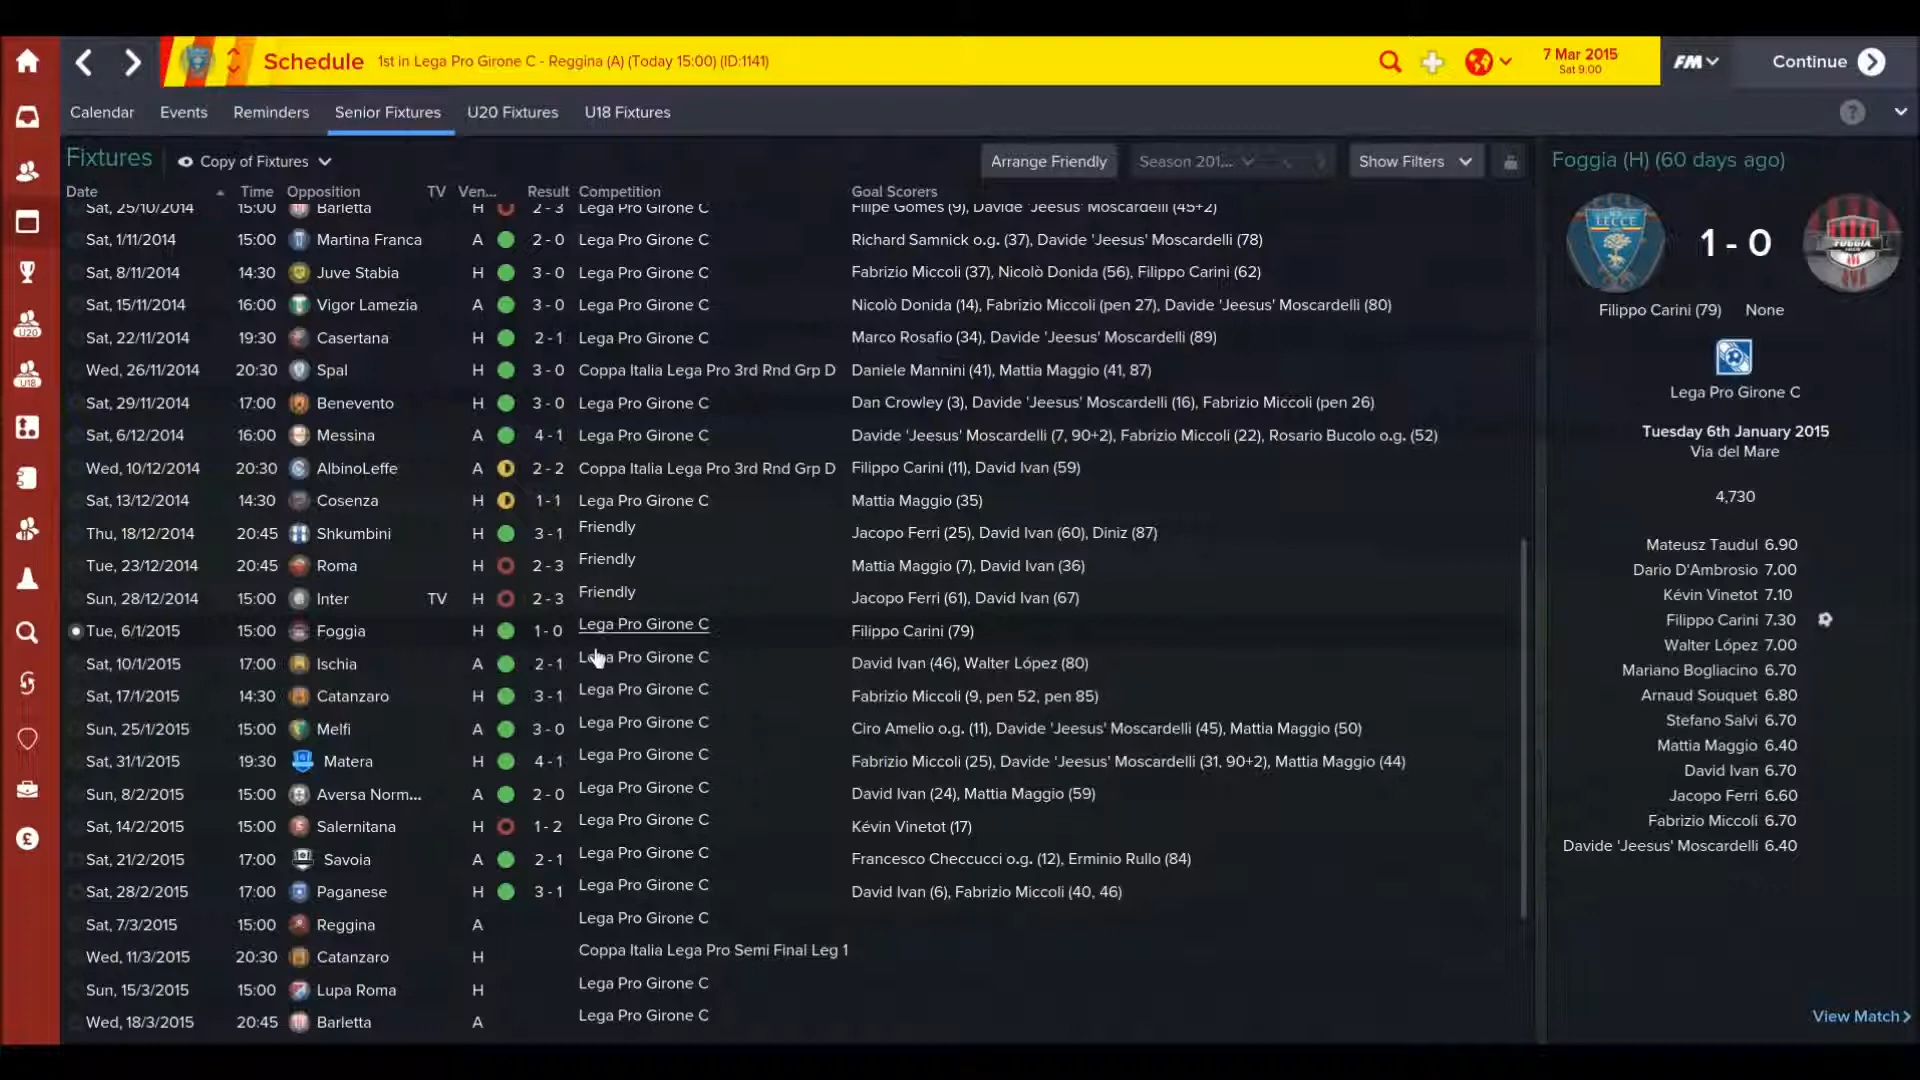 Schedule 1st in Lega Pro Girone C - Reggina (A) (Today 15:00) (ID:1141) 7 Mar 2015 Sat 9:00 FM Continue
Calendar Events Reminders Senior Fixtures U20 Fixtures U18 Fixtures
Fixtures Copy of Fixtures Arrange Friendly Season 201... Show Filters
Date Time Opposition TV Ven... Result Competition Goal Scorers
Sat, 25/10/2014 15:00 Barletta H 2 - 3 Lega Pro Girone C Filipe Gomes (9), Davide 'Jeesus' Moscardelli (45+2)
Sat, 1/11/2014 15:00 Martina Franca A 2 - 0 Lega Pro Girone C Richard Samnick o.g. (37), Davide 'Jeesus' Moscardelli (78)
Sat, 8/11/2014 14:30 Juve Stabia H 3 - 0 Lega Pro Girone C Fabrizio Miccoli (37), Nicolò Donida (56), Filippo Carini (62)
Sat, 15/11/2014 16:00 Vigor Lamezia A 3 - 0 Lega Pro Girone C Nicolò Donida (14), Fabrizio Miccoli (pen 27), Davide 'Jeesus' Moscardelli (80)
Sat, 22/11/2014 19:30 Casertana H 2 - 1 Lega Pro Girone C Marco Rosafio (34), Davide 'Jeesus' Moscardelli (89)
Wed, 26/11/2014 20:30 Spal H 3 - 0 Coppa Italia Lega Pro 3rd Rnd Grp D Daniele Mannini (41), Mattia Maggio (41, 87)
Sat, 29/11/2014 17:00 Benevento H 3 - 0 Lega Pro Girone C Dan Crowley (3), Davide 'Jeesus' Moscardelli (16), Fabrizio Miccoli (pen 26)
Sat, 6/12/2014 16:00 Messina A 4 - 1 Lega Pro Girone C Davide 'Jeesus' Moscardelli (7, 90+2), Fabrizio Miccoli (22), Rosario Bucolo o.g. (52)
Wed, 10/12/2014 20:30 AlbinoLeffe A 2 - 2 Coppa Italia Lega Pro 3rd Rnd Grp D Filippo Carini (11), David Ivan (59)
Sat, 13/12/2014 14:30 Cosenza H 1 - 1 Lega Pro Girone C Mattia Maggio (35)
Thu, 18/12/2014 20:45 Shkumbini H 3 - 1 Friendly Jacopo Ferri (25), David Ivan (60), Diniz (87)
Tue, 23/12/2014 20:45 Roma H 2 - 3 Friendly Mattia Maggio (7), David Ivan (36)
Sun, 28/12/2014 15:00 Inter TV H 2 - 3 Friendly Jacopo Ferri (61), David Ivan (67)
Tue, 6/1/2015 15:00 Foggia H 1 - 0 Lega Pro Girone C Filippo Carini (79)
Sat, 10/1/2015 17:00 Ischia A 2 - 1 Lega Pro Girone C David Ivan (46), Walter López (80)
Sat, 17/1/2015 14:30 Catanzaro H 3 - 1 Lega Pro Girone C Fabrizio Miccoli (9, pen 52, pen 85)
Sun, 25/1/2015 15:00 Melfi A 3 - 0 Lega Pro Girone C Ciro Amelio o.g. (11), Davide 'Jeesus' Moscardelli (45), Mattia Maggio (50)
Sat, 31/1/2015 19:30 Matera H 4 - 1 Lega Pro Girone C Fabrizio Miccoli (25), Davide 'Jeesus' Moscardelli (31, 90+2), Mattia Maggio (44)
Sun, 8/2/2015 15:00 Aversa Norm... A 2 - 0 Lega Pro Girone C David Ivan (24), Mattia Maggio (59)
Sat, 14/2/2015 15:00 Salernitana H 1 - 2 Lega Pro Girone C Kévin Vinetot (17)
Sat, 21/2/2015 17:00 Savoia A 2 - 1 Lega Pro Girone C Francesco Checcucci o.g. (12), Erminio Rullo (84)
Sat, 28/2/2015 17:00 Paganese H 3 - 1 Lega Pro Girone C David Ivan (6), Fabrizio Miccoli (40, 46)
Sat, 7/3/2015 15:00 Reggina A Lega Pro Girone C
Wed, 11/3/2015 20:30 Catanzaro H Coppa Italia Lega Pro Semi Final Leg 1
Sun, 15/3/2015 15:00 Lupa Roma H Lega Pro Girone C
Wed, 18/3/2015 20:45 Barletta A Lega Pro Girone C
U20
U18
Foggia (H) (60 days ago)
LECCE 1 - 0 FOGGIA
Filippo Carini (79) None
Lega Pro Girone C
Tuesday 6th January 2015
Via del Mare
4,730
Mateusz Taudul 6.90
Dario D'Ambrosio 7.00
Kévin Vinetot 7.10
Filippo Carini 7.30
Walter López 7.00
Mariano Bogliacino 6.70
Arnaud Souquet 6.80
Stefano Salvi 6.70
Mattia Maggio 6.40
David Ivan 6.70
Jacopo Ferri 6.60
Fabrizio Miccoli 6.70
Davide 'Jeesus' Moscardelli 6.40
View Match